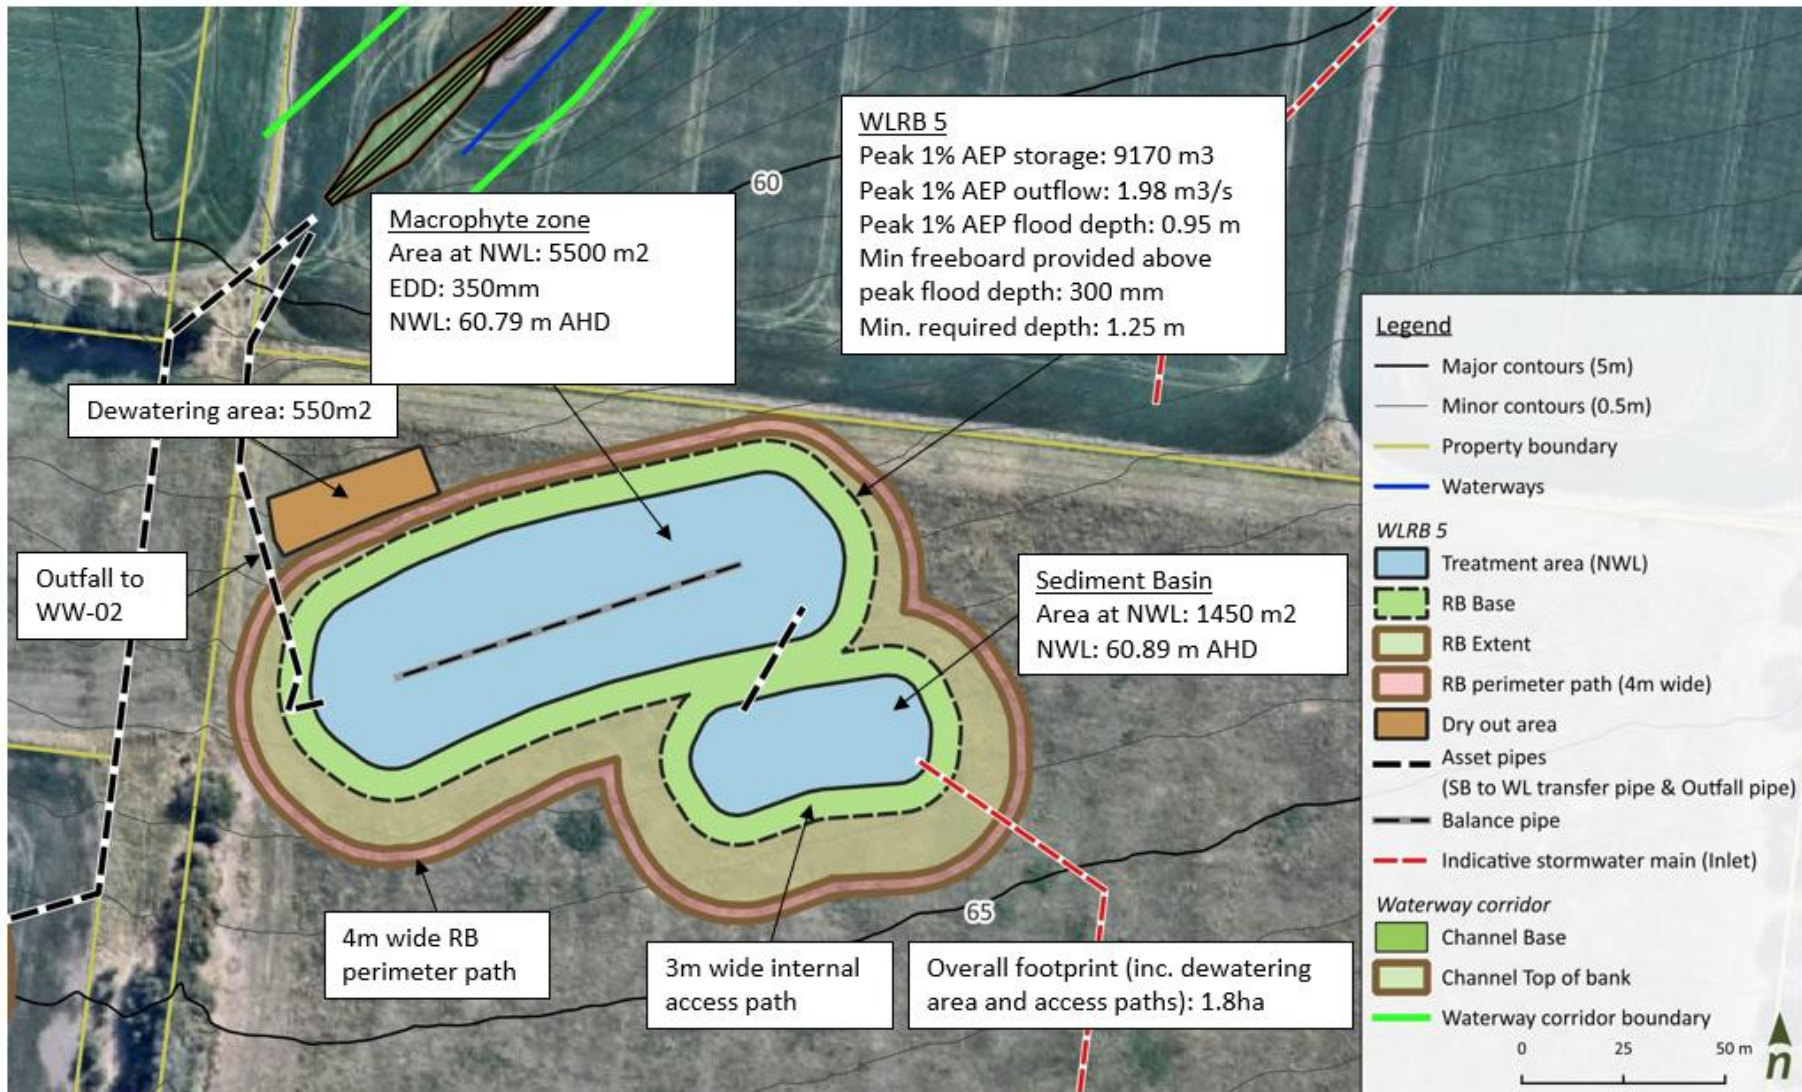 WLRB 5
Peak 1% AEP storage: 9170 m3
Peak 1% AEP outflow: 1.98 m3/s
Peak 1% AEP flood depth: 0.95 m
Min freeboard provided above
peak flood depth: 300 mm
Min. required depth: 1.25 m
60
Macrophyte zone
Area at NWL: 5500 m2
EDD: 350mm
NWL: 60.79 m AHD
Dewatering area: 550m2
Outfall to
WW-02
Sediment Basin
Area at NWL: 1450 m2
NWL: 60.89 m AHD
65
4m wide RB
perimeter path
3m wide internal
access path
Overall footprint (inc. dewatering
area and access paths): 1.8ha
Legend
Major contours (5m)
Minor contours (0.5m)
Property boundary
Waterways
WLRB 5
Treatment area (NWL)
RB Base
RB Extent
RB perimeter path (4m wide)
Dry out area
Asset pipes
(SB to WL transfer pipe & Outfall pipe)
Balance pipe
Indicative stormwater main (Inlet)
Waterway corridor
Channel Base
Channel Top of bank
Waterway corridor boundary
0 25 50 m
n